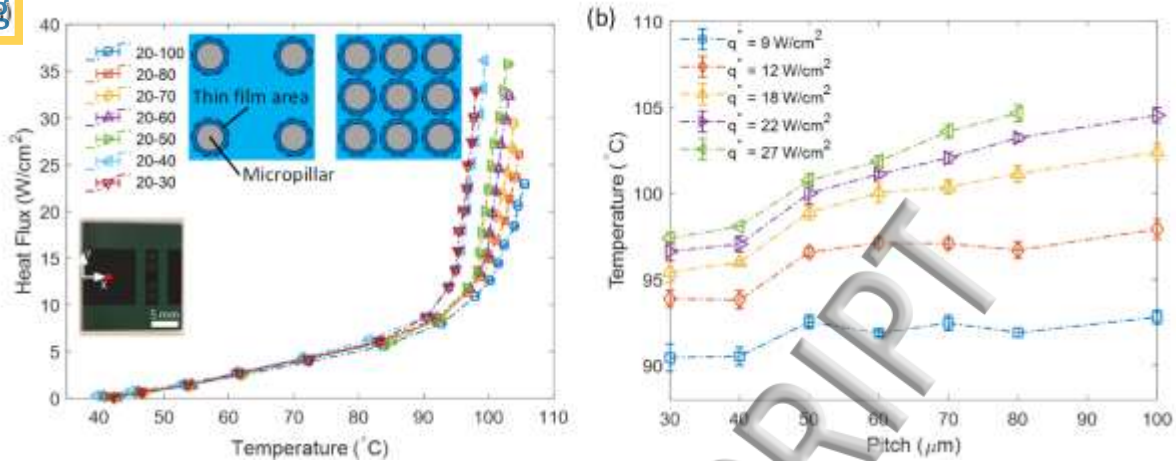 (b)
40
35
30
25
20
15
10
5
0
Heat Flux (W/cm²)
20-100
20-80
20-70
20-60
20-50
20-40
20-30
Thin film area
Micropillar
y
x
5 mm
40 50 60 70 80 90 100 110
Temperature (°C)
110
105
100
95
90
Temperature (°C)
q" = 9 W/cm²
q" = 12 W/cm²
q" = 18 W/cm²
q" = 22 W/cm²
q" = 27 W/cm²
30 40 50 60 70 80 100
Pitch (μm)
RIPT